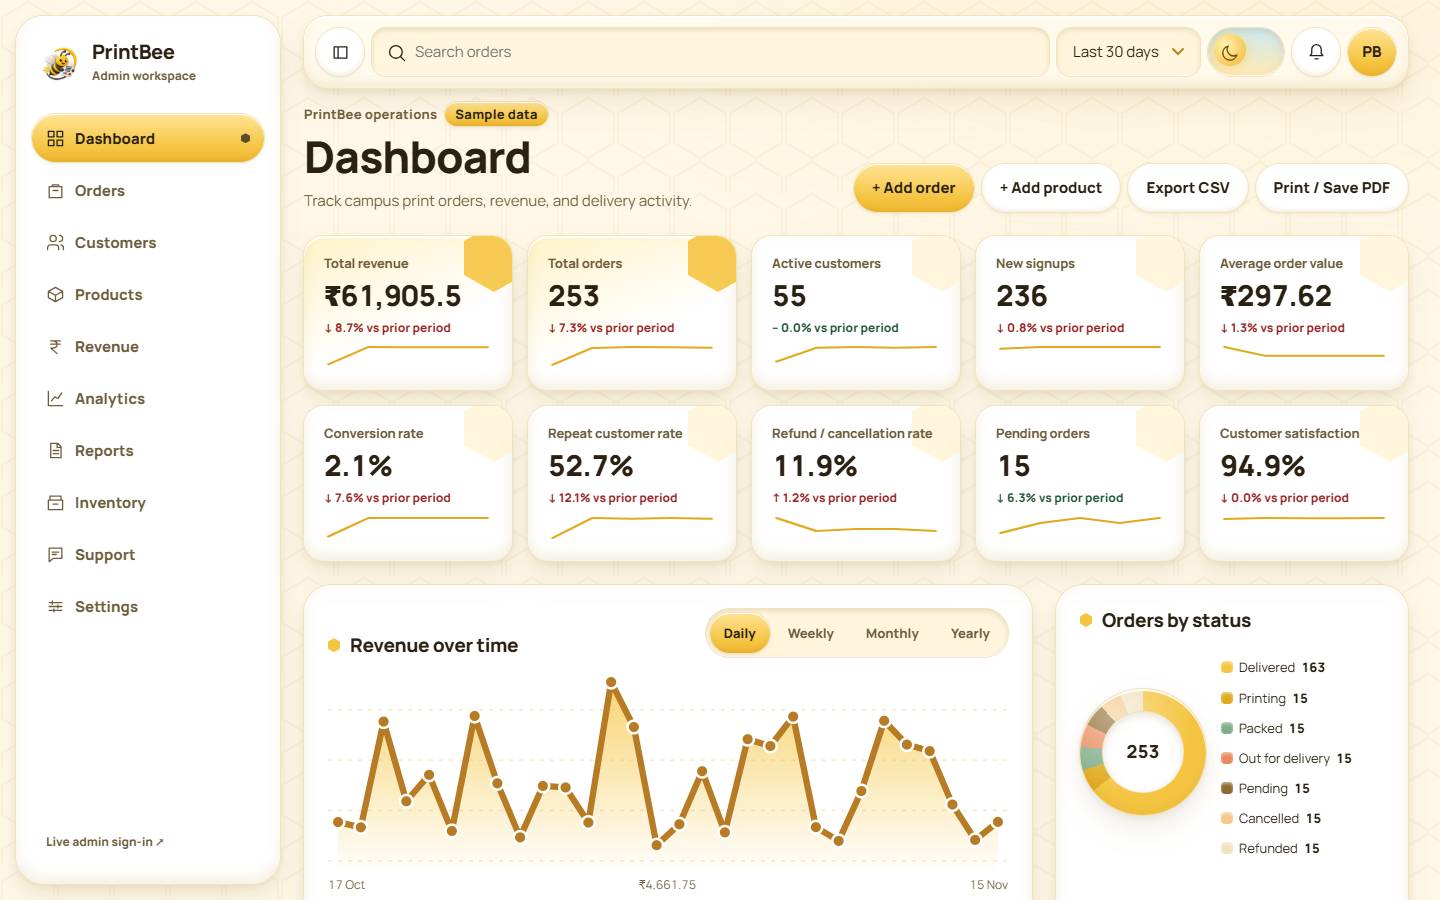 PrintBee
Admin workspace
Dashboard
Orders
Customers
Products
Revenue
Analytics
Reports
Inventory
Support
Settings
Live admin sign-in ↗
Search orders
Last 30 days
PB
PrintBee operations
Sample data
Dashboard
Track campus print orders, revenue, and delivery activity.
+ Add order
+ Add product
Export CSV
Print / Save PDF
Total revenue
₹61,905.5
↓ 8.7% vs prior period
Total orders
253
↓ 7.3% vs prior period
Active customers
55
– 0.0% vs prior period
New signups
236
↓ 0.8% vs prior period
Average order value
₹297.62
↓ 1.3% vs prior period
Conversion rate
2.1%
↓ 7.6% vs prior period
Repeat customer rate
52.7%
↓ 12.1% vs prior period
Refund / cancellation rate
11.9%
↑ 1.2% vs prior period
Pending orders
15
↓ 6.3% vs prior period
Customer satisfaction
94.9%
↓ 0.0% vs prior period
Revenue over time
Daily
Weekly
Monthly
Yearly
17 Oct
₹4,661.75
15 Nov
Orders by status
253
Delivered 163
Printing 15
Packed 15
Out for delivery 15
Pending 15
Cancelled 15
Refunded 15